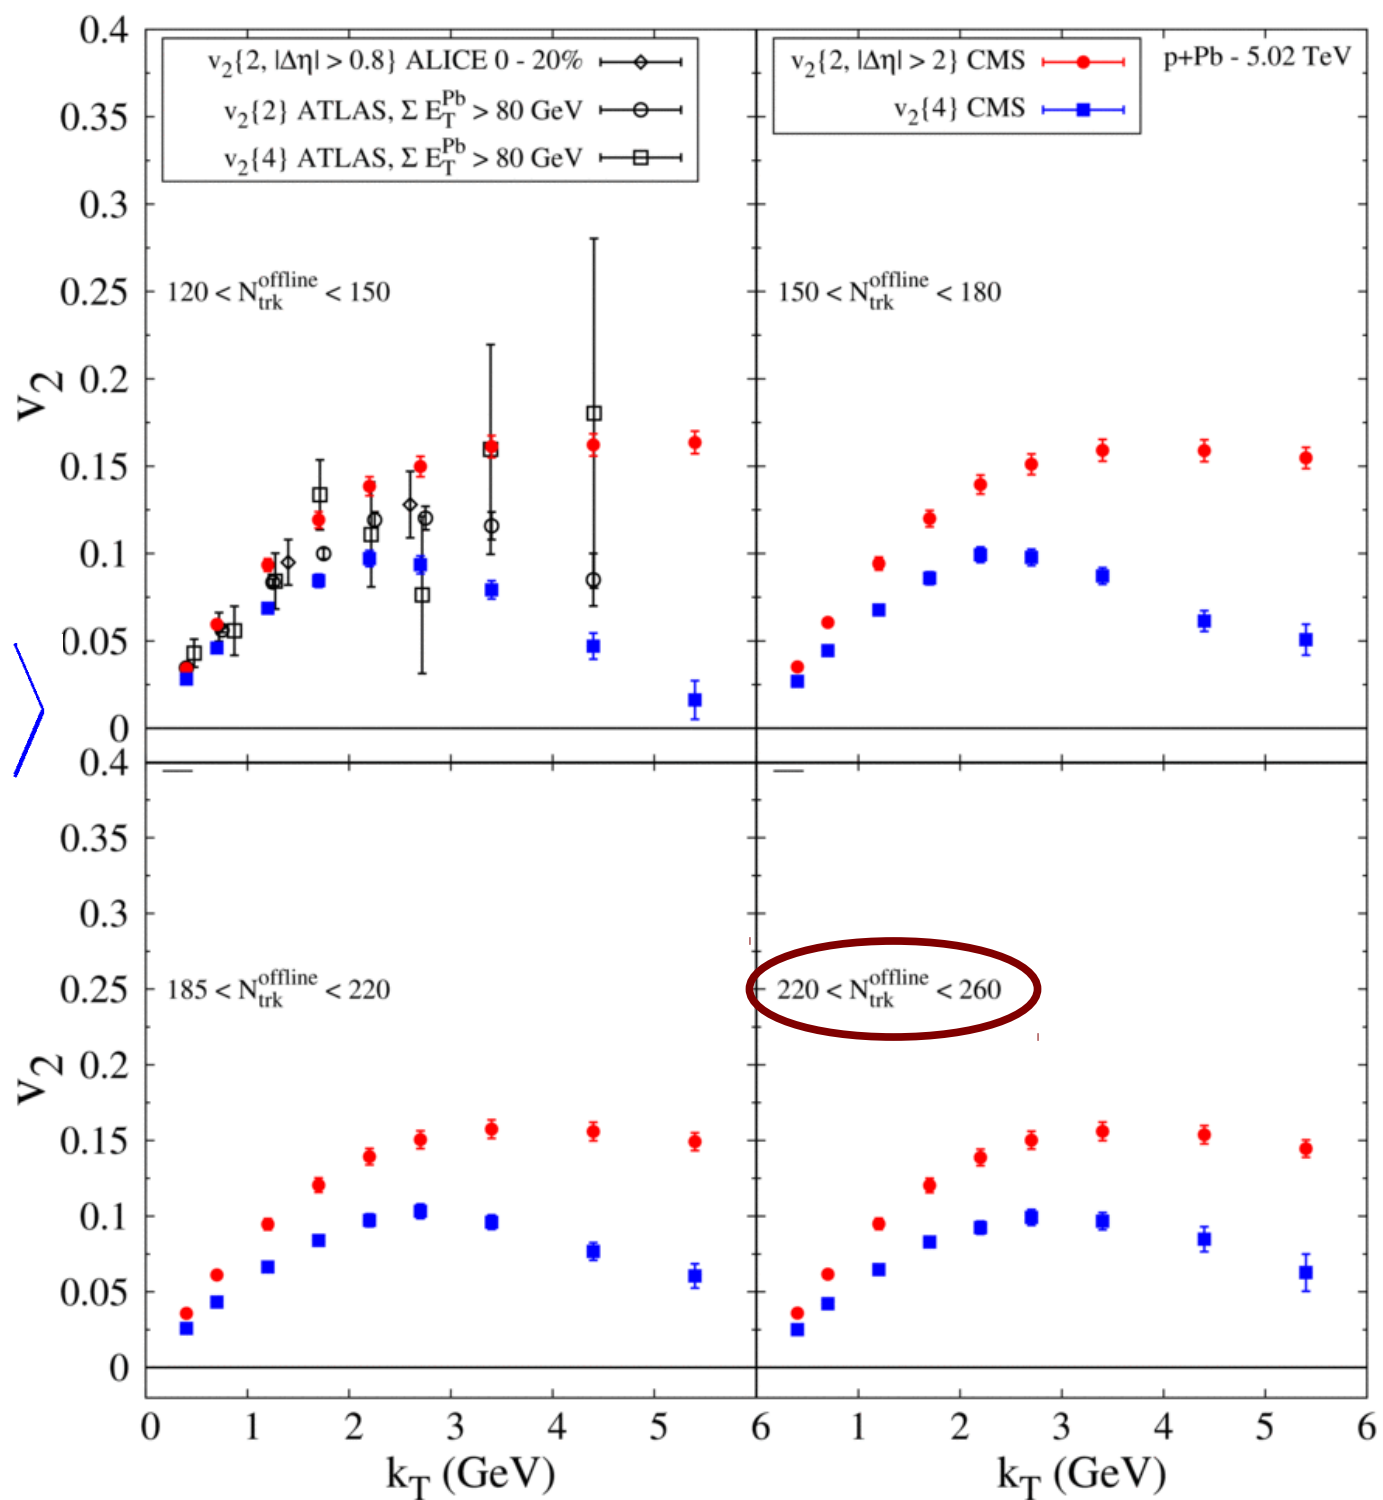 v₂{2, |Δη| > 0.8} ALICE 0 - 20%
v₂{2} ATLAS, Σ E_T^Pb > 80 GeV
v₂{4} ATLAS, Σ E_T^Pb > 80 GeV
v₂{2, |Δη| > 2} CMS
v₂{4} CMS
p+Pb - 5.02 TeV
0.4
0.35
0.3
0.25
0.2
0.15
0.1
0.05
0
v₂
120 < N_trk^offline < 150
150 < N_trk^offline < 180
0.4
0.35
0.3
0.25
0.2
0.15
0.1
0.05
0
v₂
185 < N_trk^offline < 220
220 < N_trk^offline < 260
0 1 2 3 4 5 6 1 2 3 4 5 6
k_T (GeV)
k_T (GeV)